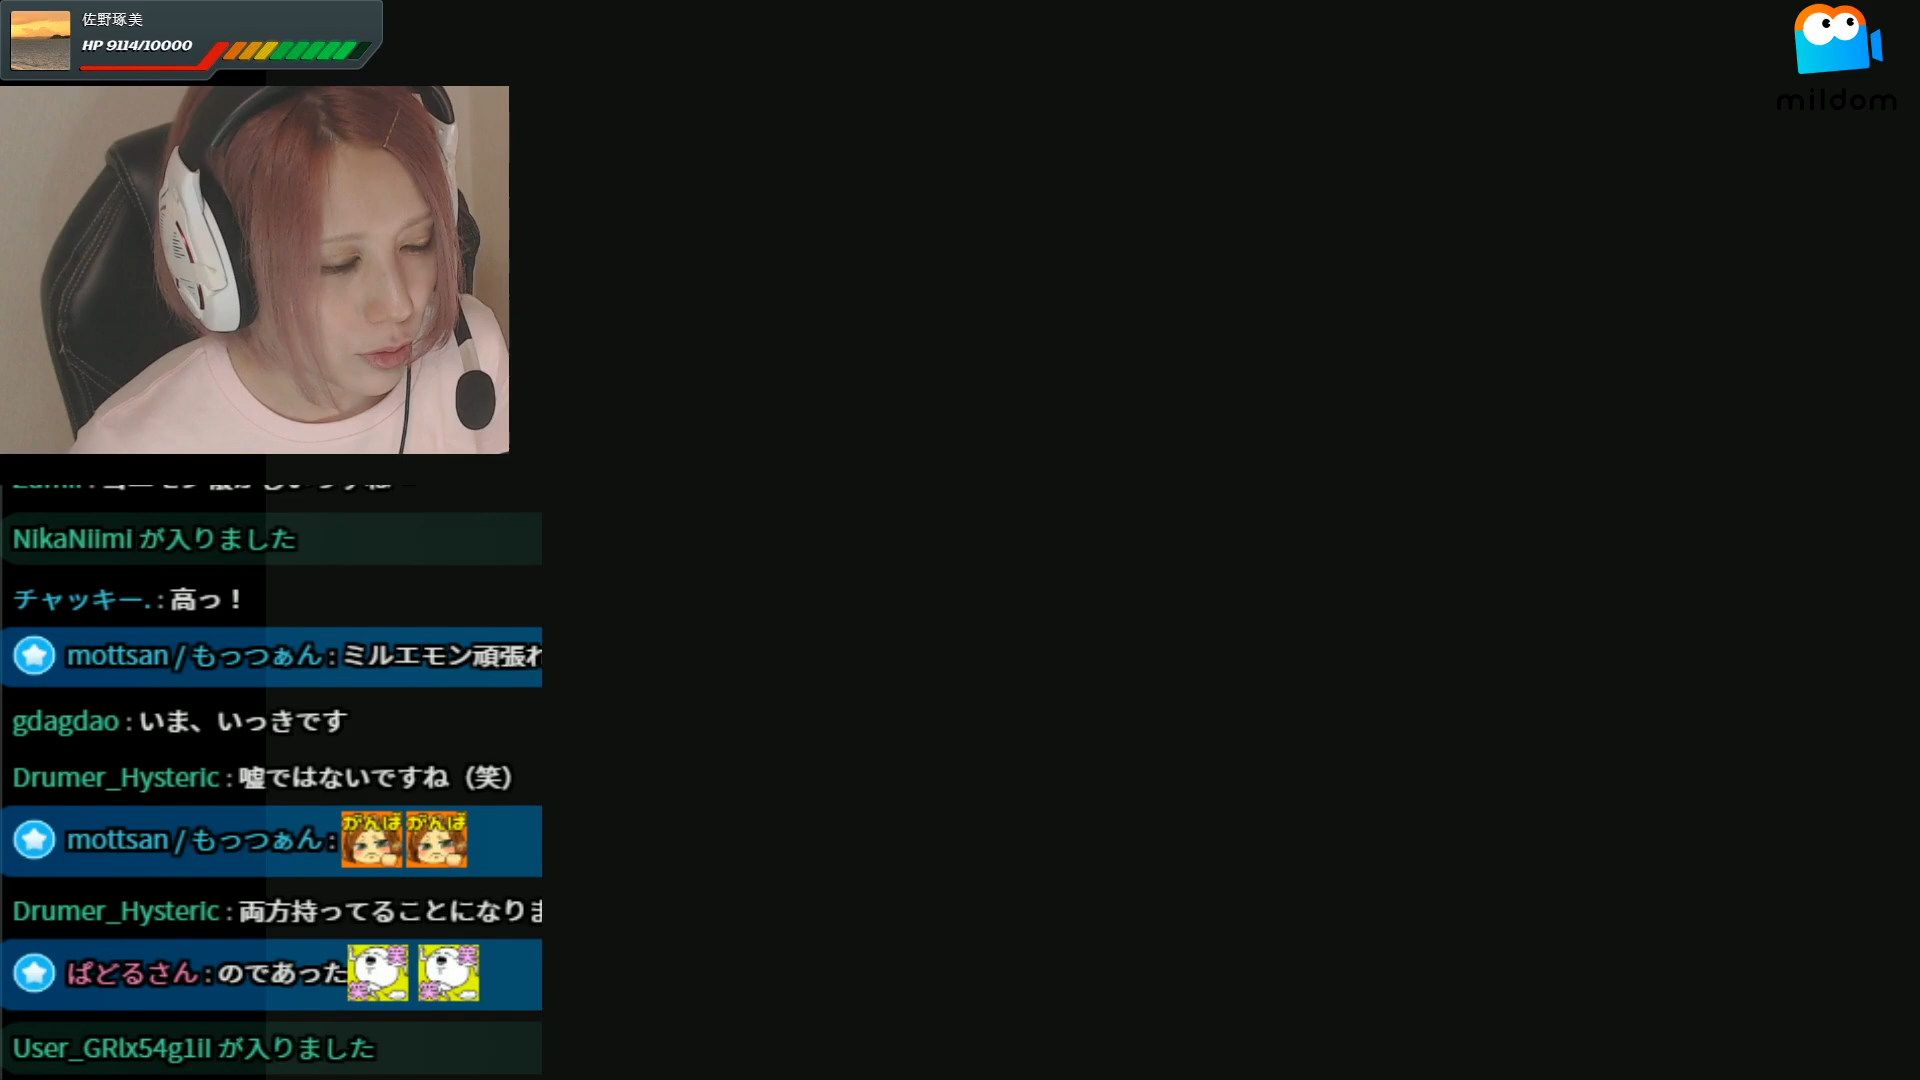 佐野琢美
HP 9114/10000
mildom
NikaNiimi が入りました
チャッキー. : 高っ！
mottsan / もっつぁん : ミルエモン頑張れ
gdagdao : いま、いっきです
Drumer_Hysteric : 嘘ではないですね（笑）
mottsan / もっつぁん : がんば がんば
Drumer_Hysteric : 両方持ってることになりま
ぱどるさん : のであった 笑 笑 笑 笑
User_GRlx54g1iI が入りました